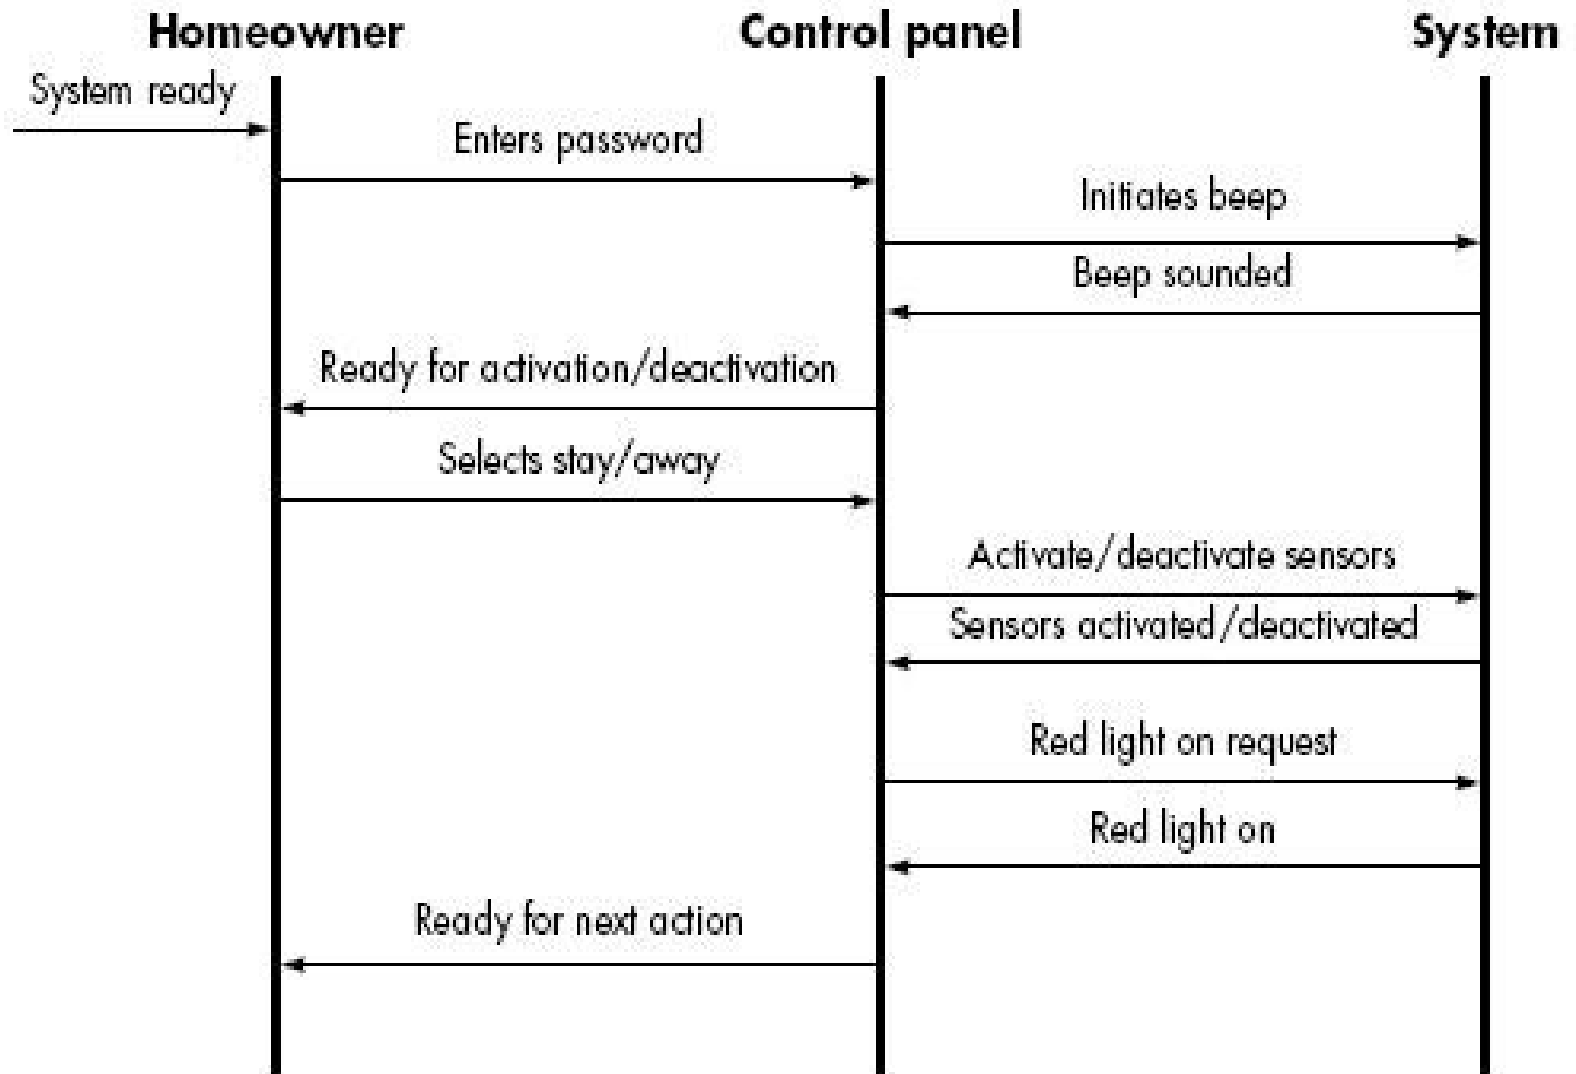 Homeowner
Control panel
System
System ready
Enters password
Initiates beep
Beep sounded
Ready for activation/deactivation
Selects stay/away
Activate/deactivate sensors
Sensors activated/deactivated
Red light on request
Red light on
Ready for next action